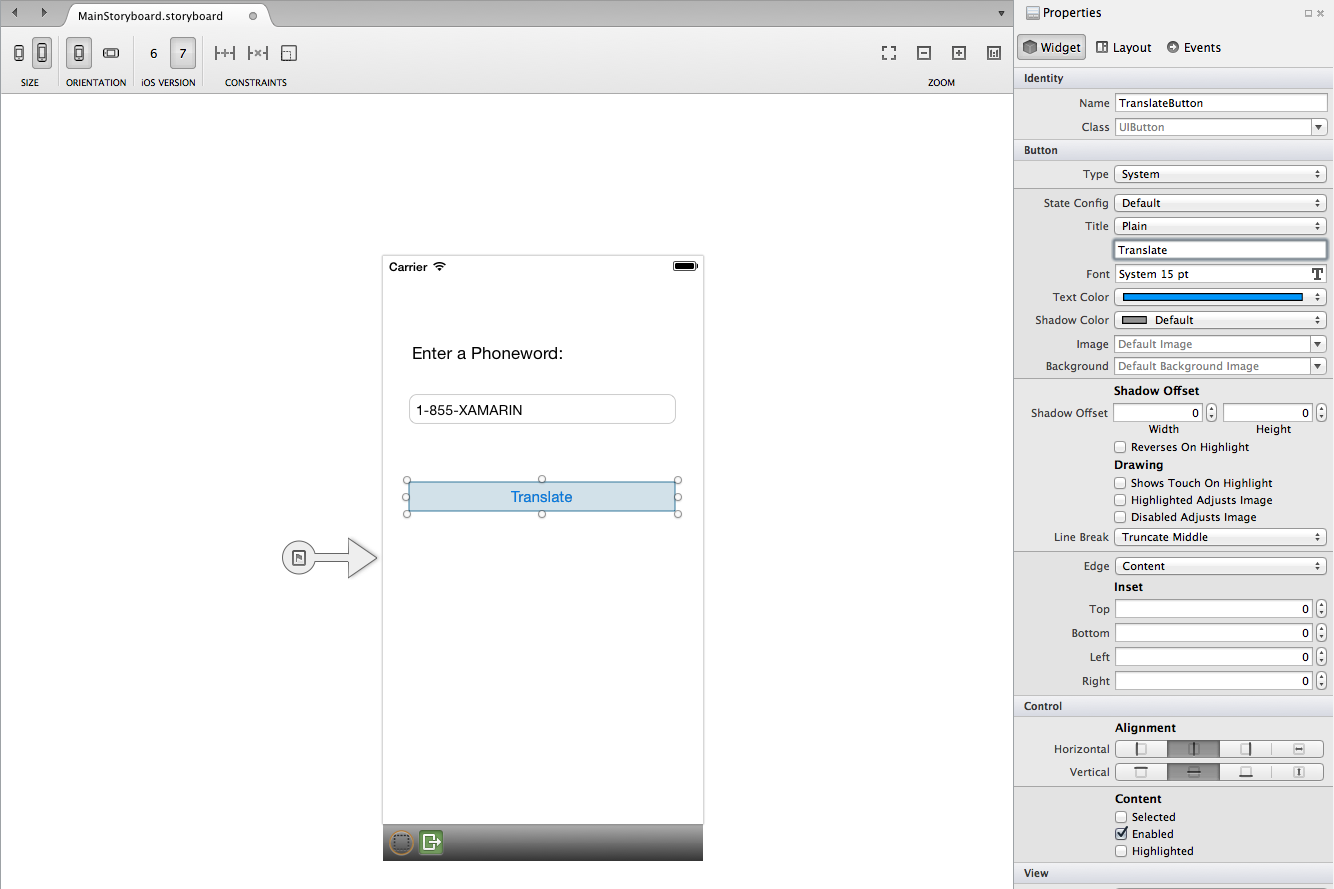 MainStoryboard.storyboard
6 7
SIZE ORIENTATION iOS VERSION CONSTRAINTS ZOOM
Carrier
Enter a Phoneword:
1-855-XAMARIN
Translate
Properties
Widget Layout Events
Identity
Name TranslateButton
Class UIButton
Button
Type System
State Config Default
Title Plain
Translate
Font System 15 pt T
Text Color
Shadow Color Default
Image Default Image
Background Default Background Image
Shadow Offset
Shadow Offset 0 0
Width Height
Reverses On Highlight
Drawing
Shows Touch On Highlight
Highlighted Adjusts Image
Disabled Adjusts Image
Line Break Truncate Middle
Edge Content
Inset
Top 0
Bottom 0
Left 0
Right 0
Control
Alignment
Horizontal
Vertical
Content
Selected
Enabled
Highlighted
View